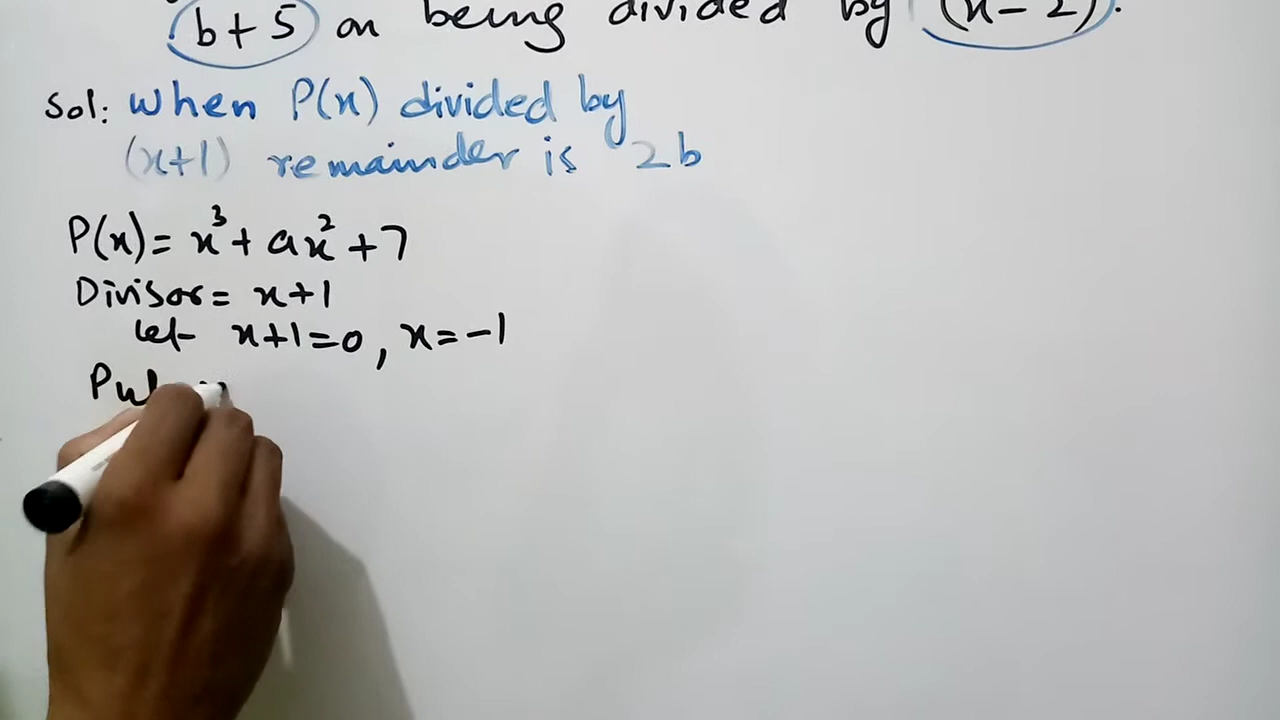 b+5 on being divided by (x-2).
Sol: when P(x) divided by
(x+1) remainder is 2b
P(x)= x³+ax²+7
Divisor= x+1
let x+1=0, x=-1
Put